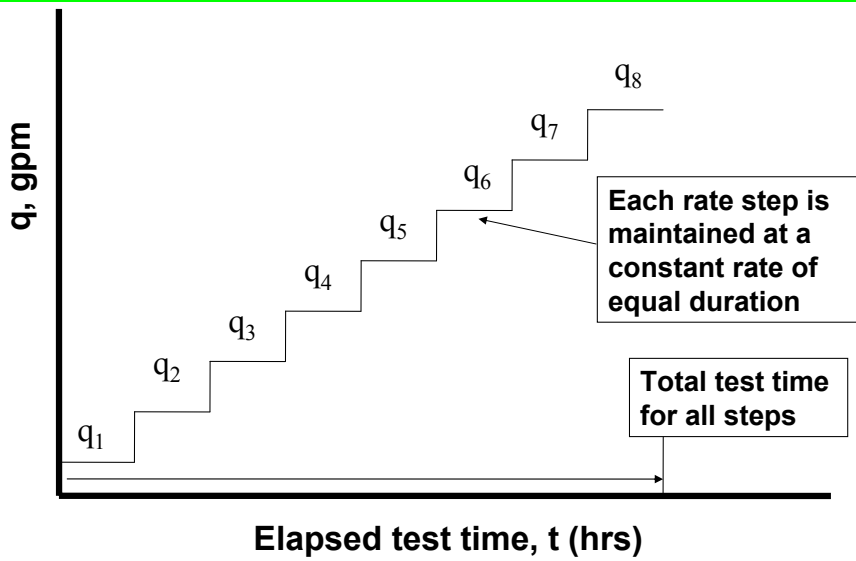 q, gpm
q₁
q₂
q₃
q₄
q₅
q₆
q₇
q₈
Each rate step is
maintained at a
constant rate of
equal duration
Total test time
for all steps
Elapsed test time, t (hrs)